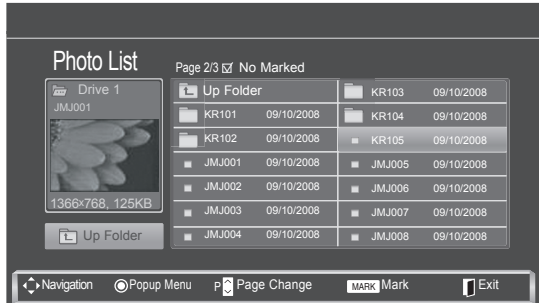 Photo List
Page 2/3 No Marked
Drive 1
JMJ001
1366×768, 125KB
Up Folder
Up Folder
KR101 09/10/2008
KR102 09/10/2008
JMJ001 09/10/2008
JMJ002 09/10/2008
JMJ003 09/10/2008
JMJ004 09/10/2008
KR103 09/10/2008
KR104 09/10/2008
KR105 09/10/2008
JMJ005 09/10/2008
JMJ006 09/10/2008
JMJ007 09/10/2008
JMJ008 09/10/2008
Navigation Popup Menu P Page Change MARK Mark Exit